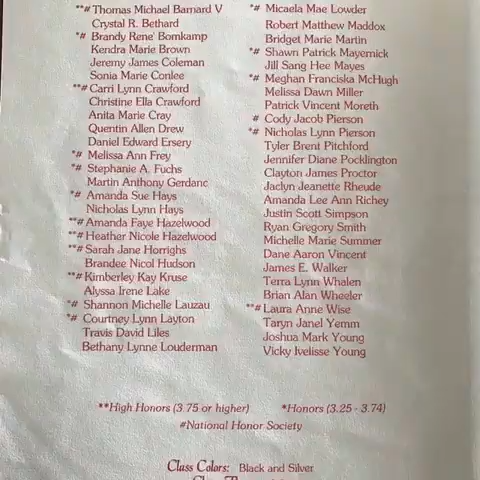 **# Thomas Michael Barnard V
Crystal R. Bethard
*# Brandy Rene' Bornkamp
Kendra Marie Brown
Jeremy James Coleman
Sonia Marie Conlee
**# Carri Lynn Crawford
Christine Ella Crawford
Anita Marie Cray
Quentin Allen Drew
Daniel Edward Ersery
*# Melissa Ann Frey
*# Stephanie A. Fuchs
Martin Anthony Gerdanc
*# Amanda Sue Hays
Nicholas Lynn Hays
**# Amanda Faye Hazelwood
**# Heather Nicole Hazelwood
**# Sarah Jane Horrighs
Brandee Nicol Hudson
**# Kimberley Kay Kruse
Alyssa Irene Lake
*# Shannon Michelle Lauzau
*# Courtney Lynn Layton
Travis David Liles
Bethany Lynne Louderman
*# Micaela Mae Lowder
Robert Matthew Maddox
Bridget Marie Martin
*# Shawn Patrick Mayernick
Jill Sang Hee Mayes
*# Meghan Franciska McHugh
Melissa Dawn Miller
Patrick Vincent Moreth
# Cody Jacob Pierson
*# Nicholas Lynn Pierson
Tyler Brent Pitchford
Jennifer Diane Pocklington
Clayton James Proctor
Jaclyn Jeanette Rheude
Amanda Lee Ann Richey
Justin Scott Simpson
Ryan Gregory Smith
Michelle Marie Summer
Dane Aaron Vincent
James E. Walker
Terra Lynn Whalen
Brian Alan Wheeler
**# Laura Anne Wise
Taryn Janel Yemm
Joshua Mark Young
Vicky Ivelisse Young
**High Honors (3.75 or higher) *Honors (3.25 - 3.74)
#National Honor Society
Class Colors: Black and Silver